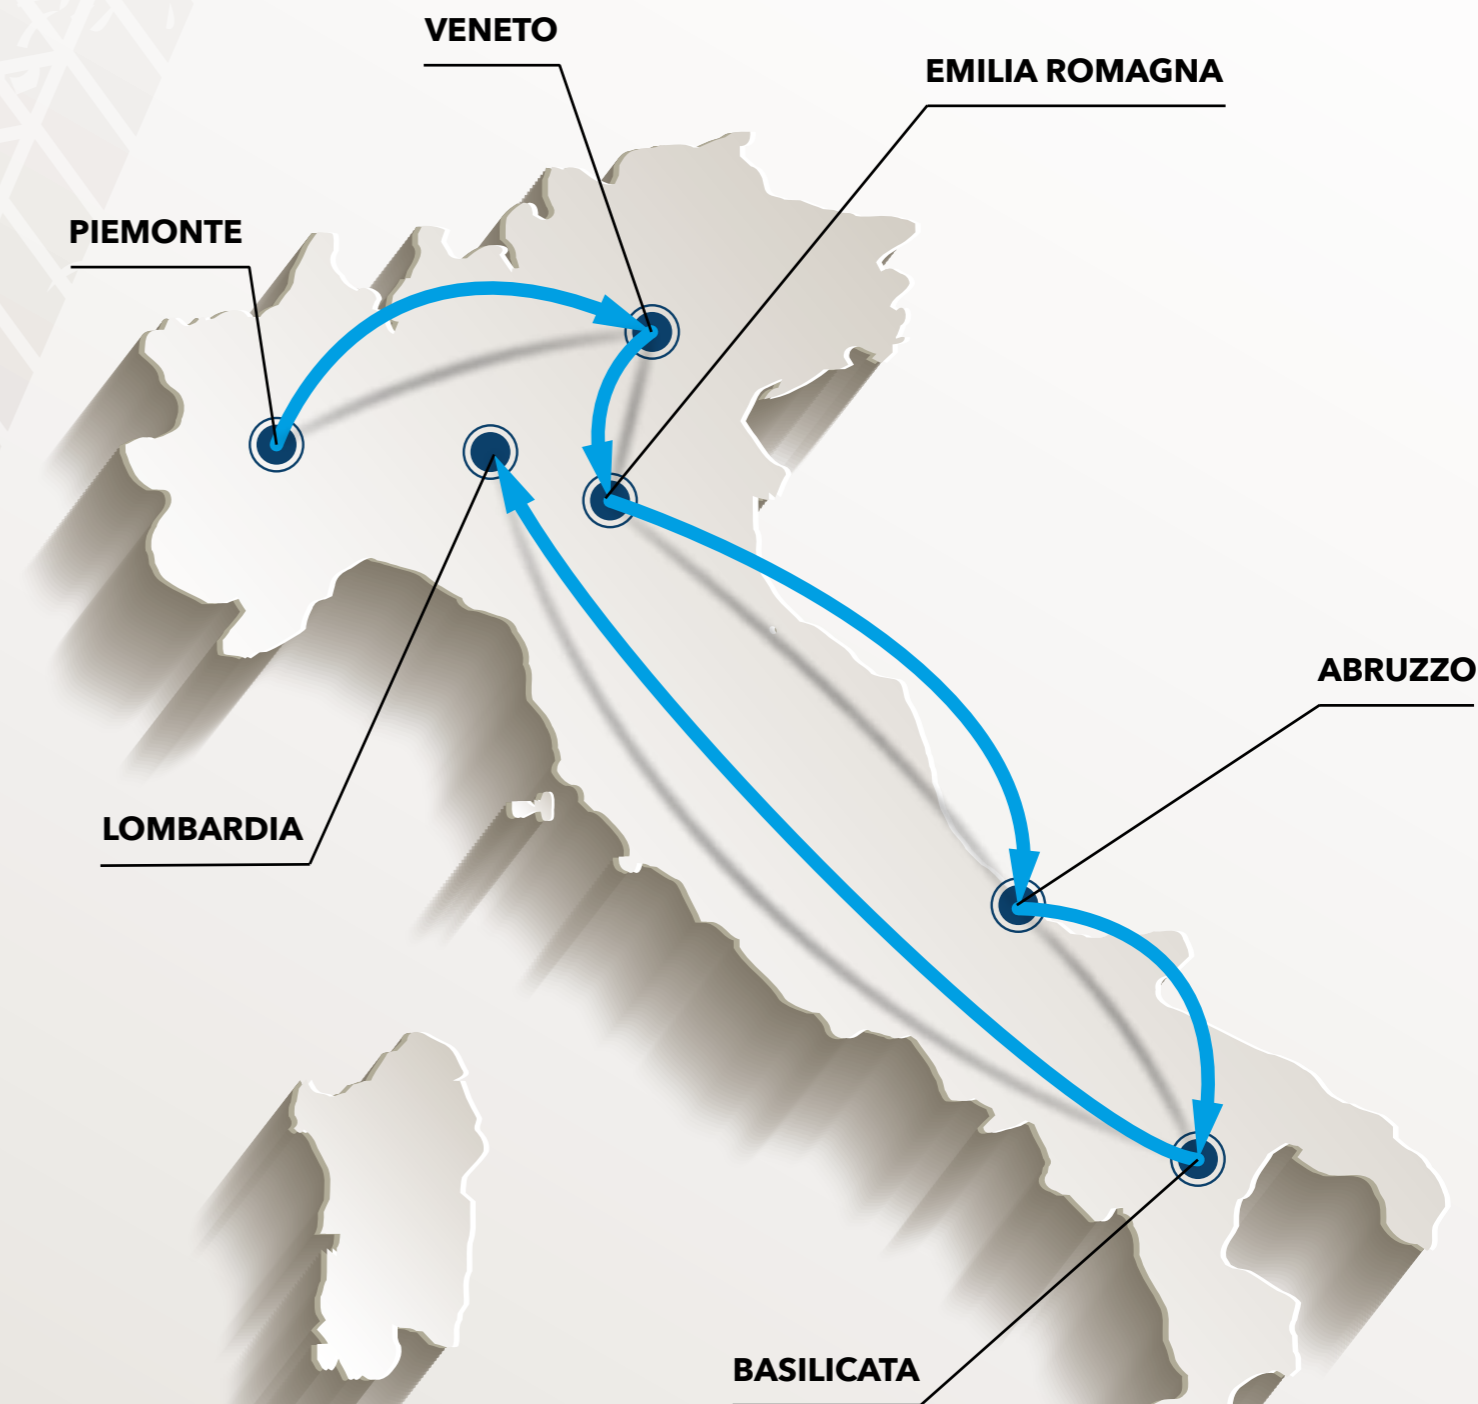 VENETO
EMILIA ROMAGNA
PIEMONTE
ABRUZZO
LOMBARDIA
BASILICATA